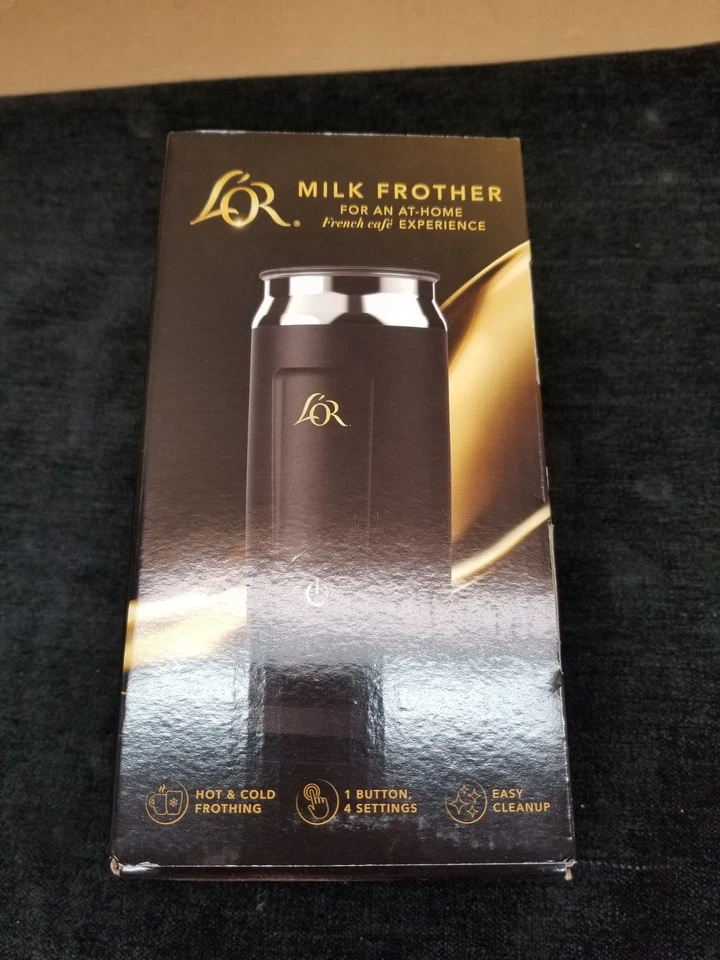 L'OR®
MILK FROTHER
FOR AN AT-HOME
French café EXPERIENCE
L'OR
HOT & COLD
FROTHING
1 BUTTON,
4 SETTINGS
EASY
CLEANUP